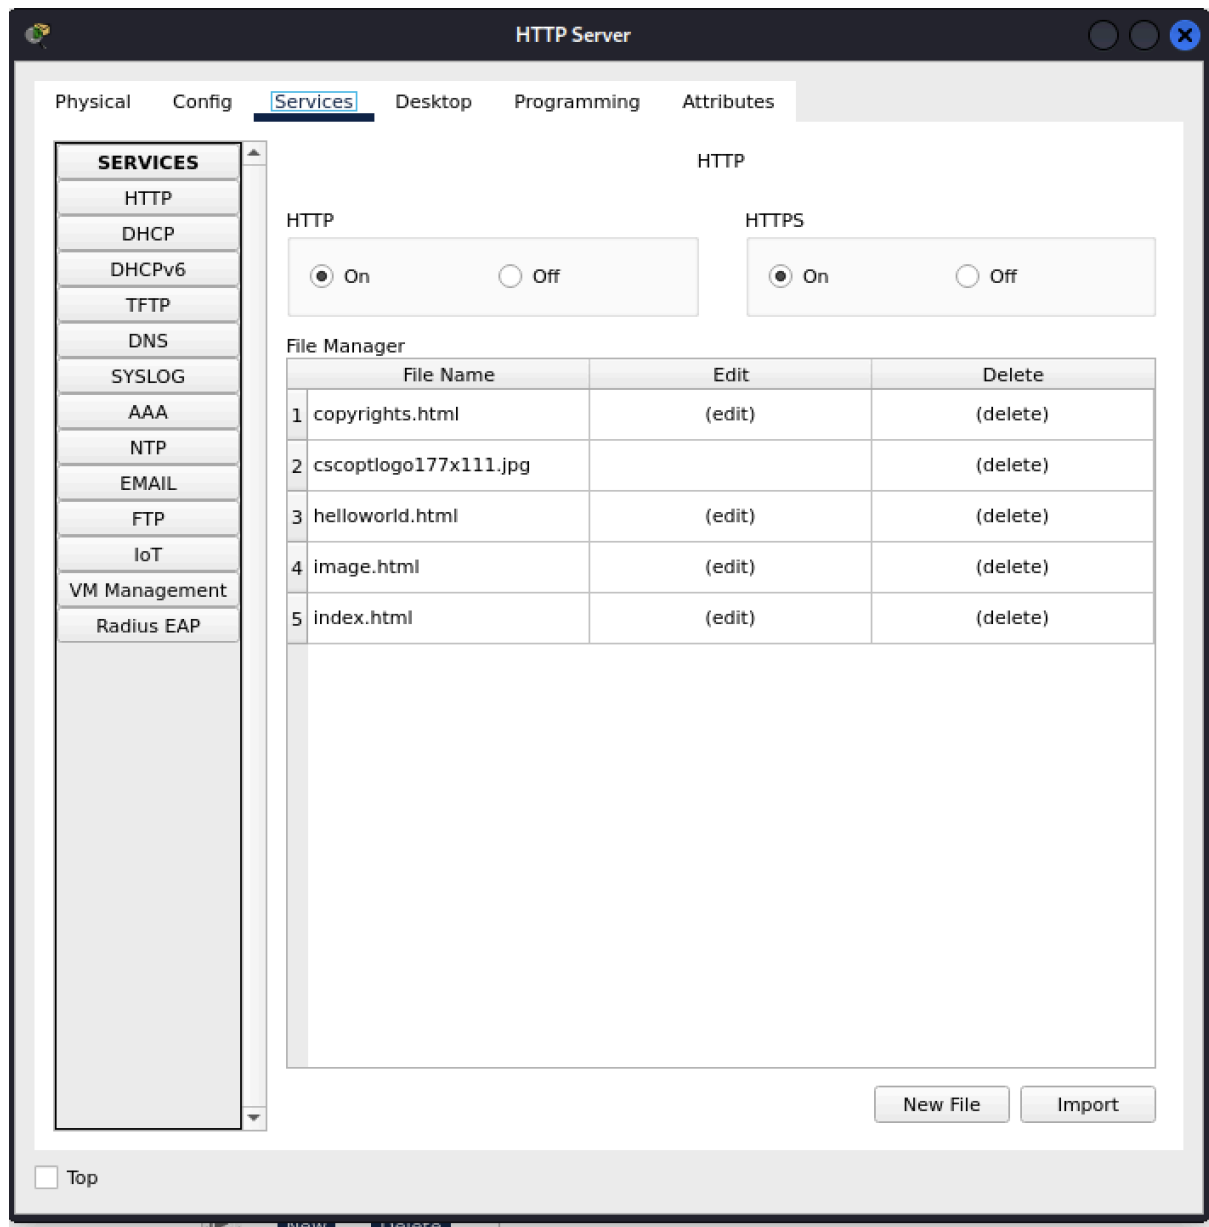 HTTP Server
Physical Config Services Desktop Programming Attributes
SERVICES
HTTP
DHCP
DHCPv6
TFTP
DNS
SYSLOG
AAA
NTP
EMAIL
FTP
IoT
VM Management
Radius EAP
HTTP
HTTP HTTPS
On Off On Off
File Manager
File Name Edit Delete
1 copyrights.html (edit) (delete)
2 cscoptlogo177x111.jpg (delete)
3 helloworld.html (edit) (delete)
4 image.html (edit) (delete)
5 index.html (edit) (delete)
New File Import
Top
New Delete